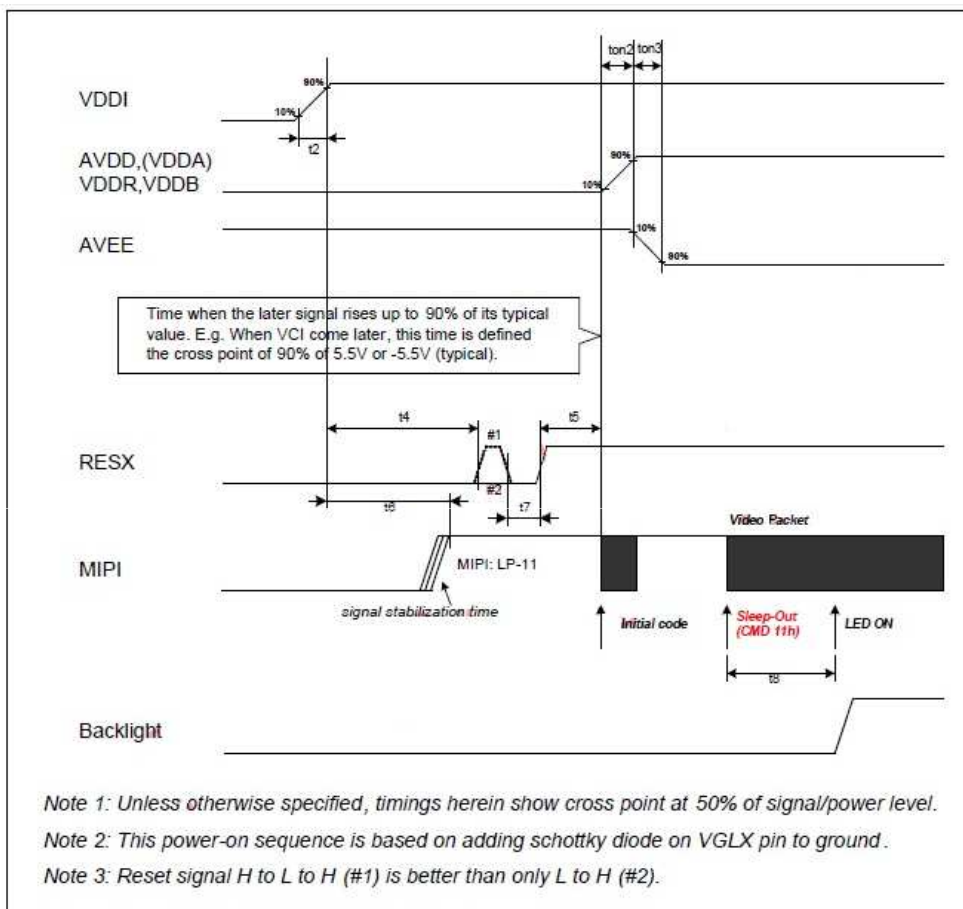 ton2 ton3
VDDI
90%
10%
t2
AVDD,(VDDA)
VDDR,VDDB
90%
10%
AVEE
10%
90%
Time when the later signal rises up to 90% of its typical
value. E.g. When VCI come later, this time is defined
the cross point of 90% of 5.5V or -5.5V (typical).
t4
t5
#1
RESX
#2
t6
t7
Video Packet
MIPI
MIPI: LP-11
signal stabilization time
Initial code
Sleep-Out
(CMD 11h)
LED ON
t8
Backlight
Note 1: Unless otherwise specified, timings herein show cross point at 50% of signal/power level.
Note 2: This power-on sequence is based on adding schottky diode on VGLX pin to ground.
Note 3: Reset signal H to L to H (#1) is better than only L to H (#2).